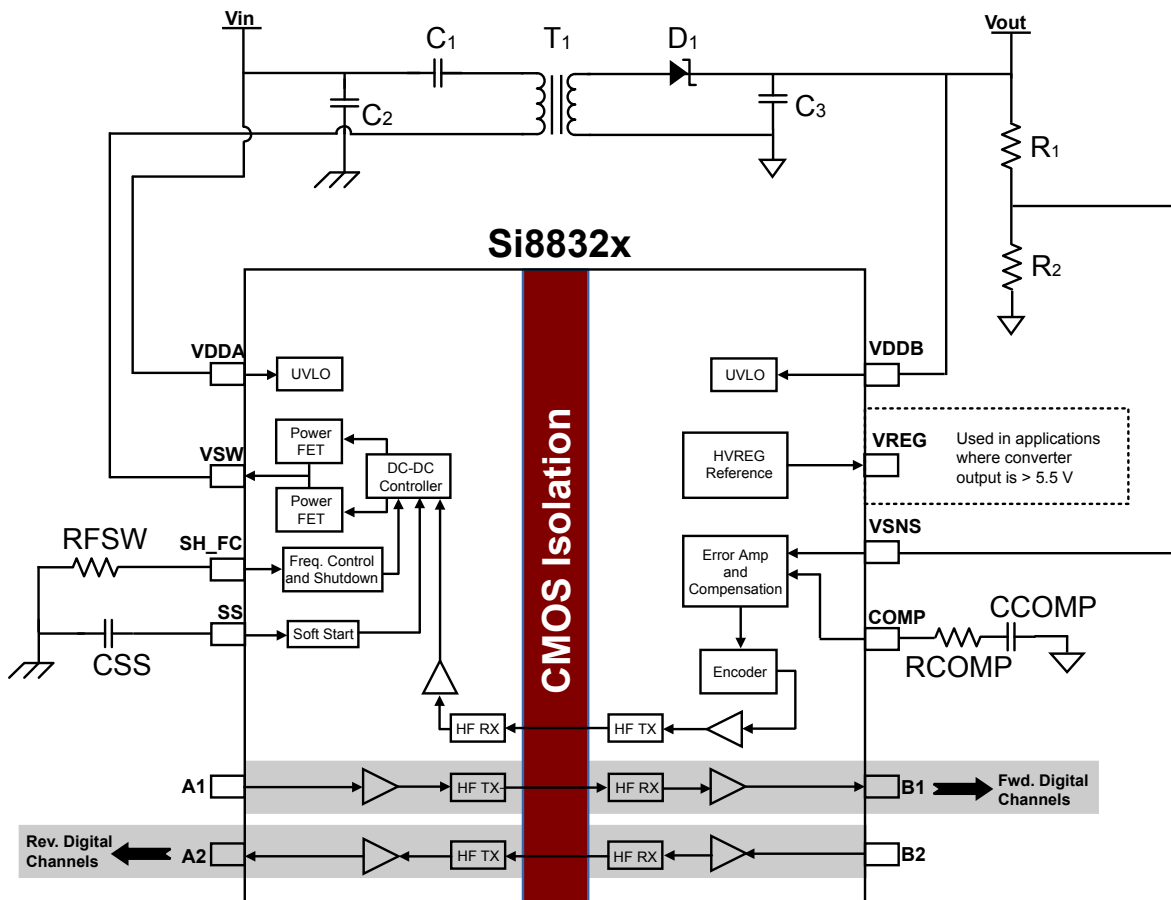 Vin
C1
T1
D1
Vout
C2
C3
R1
R2
Si8832x
VDDA
UVLO
UVLO
VDDB
Power
FET
VSW
DC-DC
Controller
Power
FET
HVREG
Reference
VREG
Used in applications
where converter
output is > 5.5 V
CMOS Isolation
RFSW
SH_FC
Freq. Control
and Shutdown
VSNS
Error Amp
and
Compensation
SS
Soft Start
CSS
COMP
CCOMP
RCOMP
Encoder
HF RX
HF TX
A1
HF TX
HF RX
B1
Fwd. Digital
Channels
Rev. Digital
Channels
A2
HF TX
HF RX
B2